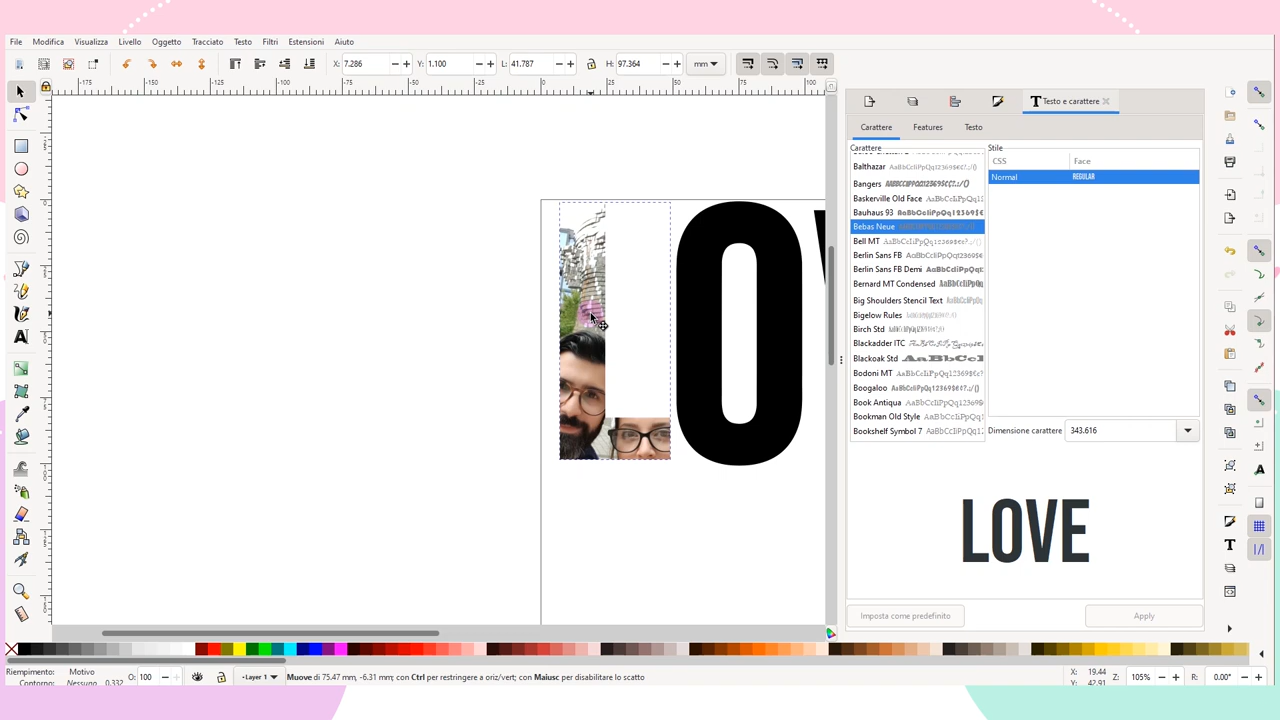 File Modifica Visualizza Livello Oggetto Tracciato Testo Filtri Estensioni Aiuto
X: 7.286 Y: 1.100 L: 41.787 H: 97.364 mm
Testo e carattere
Carattere Features Testo
Carattere
Balthazar
Bangers
Baskerville Old Face
Bauhaus 93
Bebas Neue
Bell MT
Berlin Sans FB
Berlin Sans FB Demi
Bernard MT Condensed
Big Shoulders Stencil Text
Bigelow Rules
Birch Std
Blackadder ITC
Blackoak Std
Bodoni MT
Boogaloo
Book Antiqua
Bookman Old Style
Bookshelf Symbol 7
Stile
CSS Face
Normal REGULAR
Dimensione carattere 343.616
LOVE
Imposta come predefinito Apply
O
Riempimento: Motivo
Contorno: Nessuno 0.332
O: 100
Layer 1
Muove di 75.47 mm, -6.31 mm; con Ctrl per restringere a oriz/vert; con Maiusc per disabilitare lo scatto
X: 19.44
Y: 42.91
Z: 105%
R: 0.00°